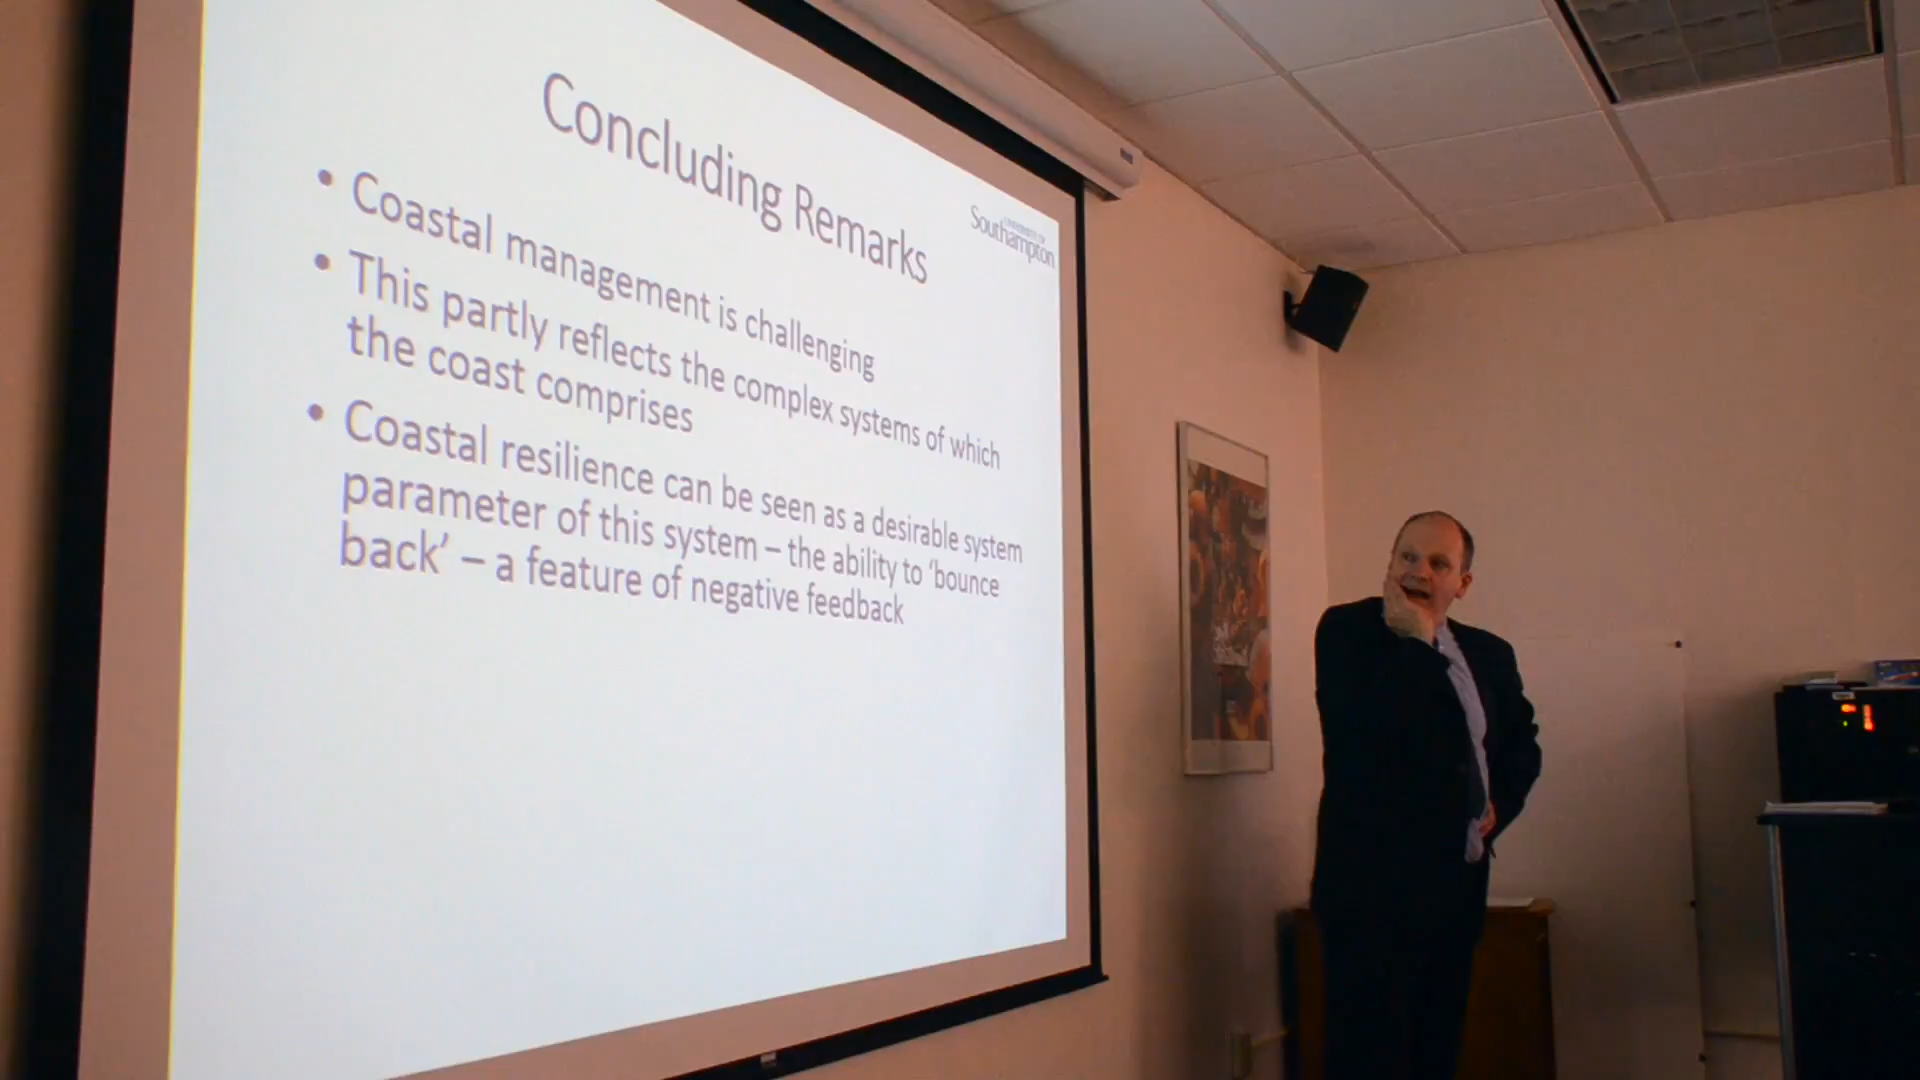 Concluding Remarks
UNIVERSITY OF
Southampton
• Coastal management is challenging
• This partly reflects the complex systems of which
the coast comprises
• Coastal resilience can be seen as a desirable system
parameter of this system – the ability to ‘bounce
back’ – a feature of negative feedback